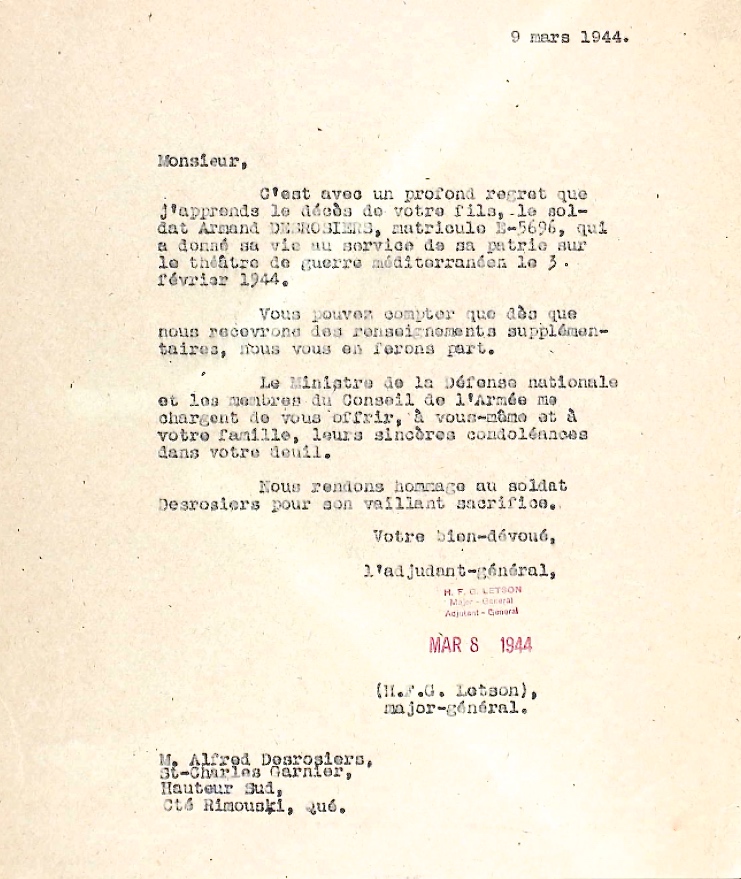 9 mars 1944.
Monsieur,
C'est avec un profond regret que
j'apprends le décès de votre fils, le sol-
dat Armand DESROSIERS, matricule E-5696, qui
a donné sa vie au service de sa patrie sur
le théâtre de guerre méditerranéen le 3
février 1944.
Vous pouvez compter que dès que
nous recevrons des renseignements supplémen-
taires, nous vous en ferons part.
Le Ministre de la Défense nationale
et les membres du Conseil de l'Armée me
chargent de vous offrir, à vous-même et à
votre famille, leurs sincères condoléances
dans votre deuil.
Nous rendons hommage au soldat
Desrosiers pour son vaillant sacrifice.
Votre bien-dévoué,
l'adjudant-général,
H. F. G. LETSON
Major - General
Adjutant - General
MAR 8 1944
(H.F.G. Letson),
major-général.
M. Alfred Desrosiers,
St-Charles Garnier,
Hauteur Sud,
Cté Rimouski, Qué.